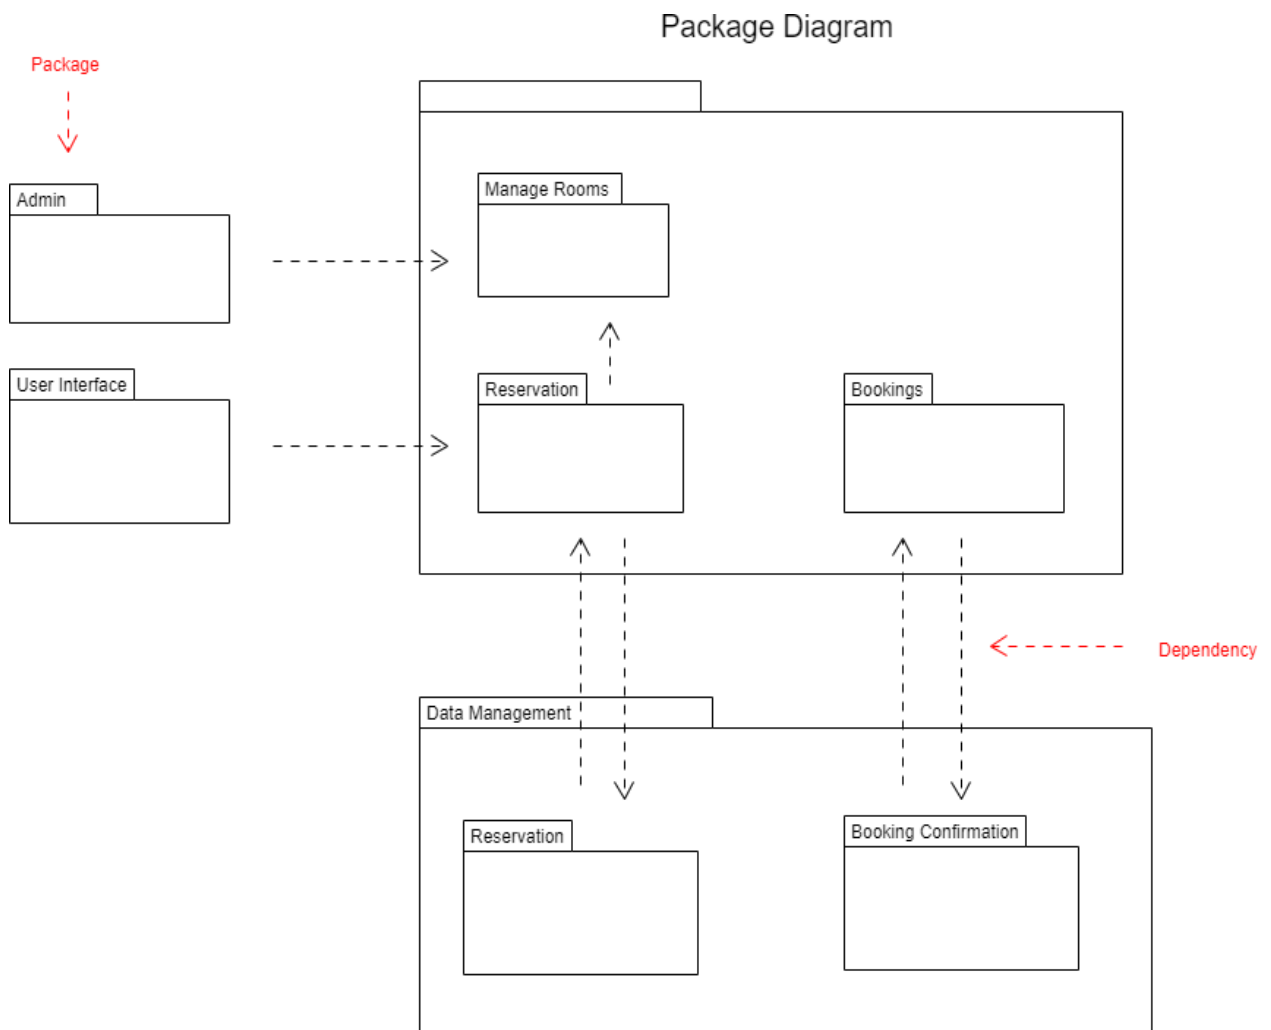 Package Diagram
Package
Admin
Manage Rooms
User Interface
Reservation
Bookings
Dependency
Data Management
Reservation
Booking Confirmation